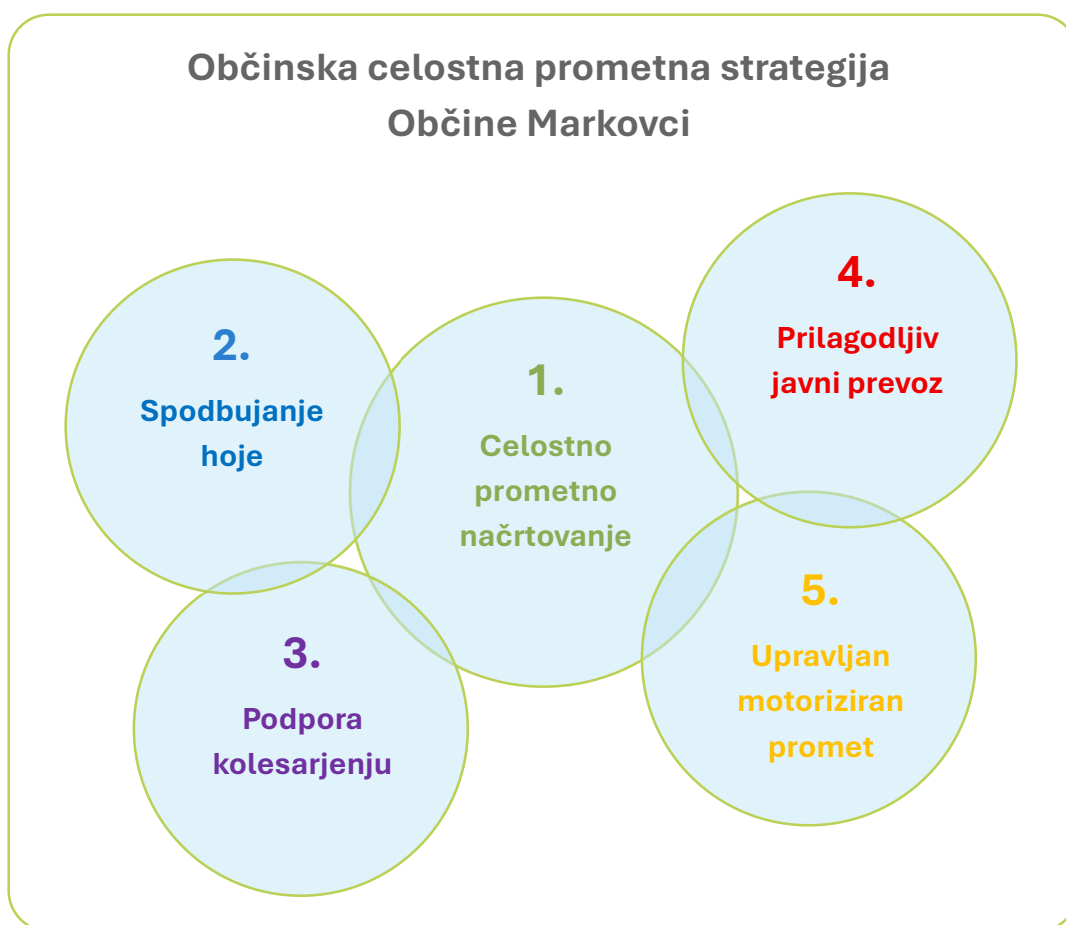 Občinska celostna prometna strategija
Občine Markovci
1.
Celostno
prometno
načrtovanje
2.
Spodbujanje
hoje
3.
Podpora
kolesarjenju
4.
Prilagodljiv
javni prevoz
5.
Upravljan
motoriziran
promet